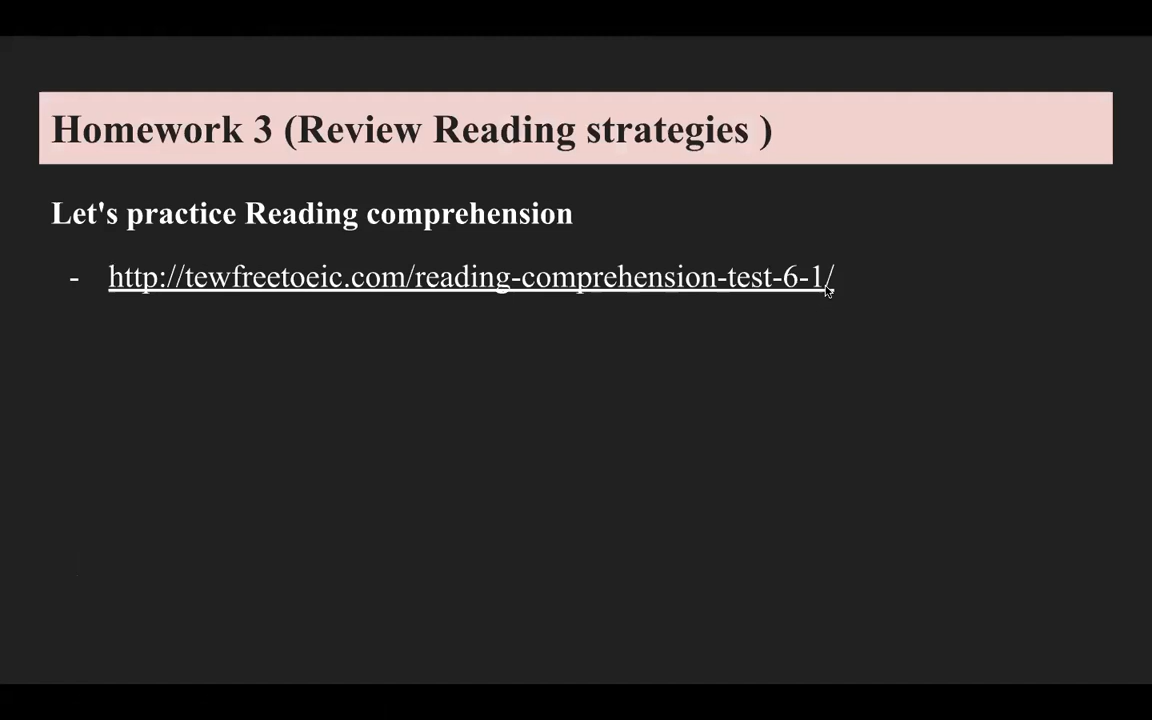 Homework 3 (Review Reading strategies )
Let's practice Reading comprehension
- http://tewfreetoeic.com/reading-comprehension-test-6-1/